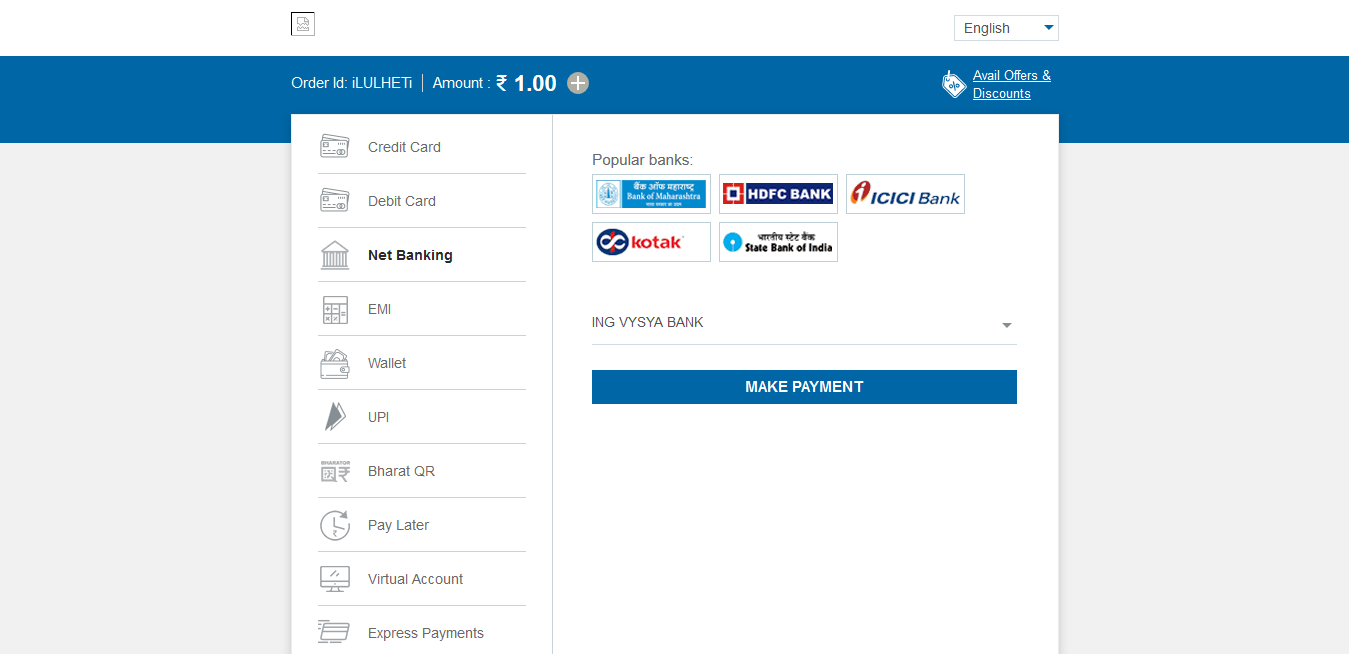 English
Order Id: iLULHETi
Amount : ₹ 1.00
Avail Offers &
Discounts
Credit Card
Debit Card
Net Banking
EMI
Wallet
UPI
BHARATQR
Bharat QR
Pay Later
Virtual Account
Express Payments
Popular banks:
बैंक ऑफ महाराष्ट्र
Bank of Maharashtra
HDFC BANK
ICICI Bank
kotak
भारतीय स्टेट बैंक
State Bank of India
ING VYSYA BANK
MAKE PAYMENT